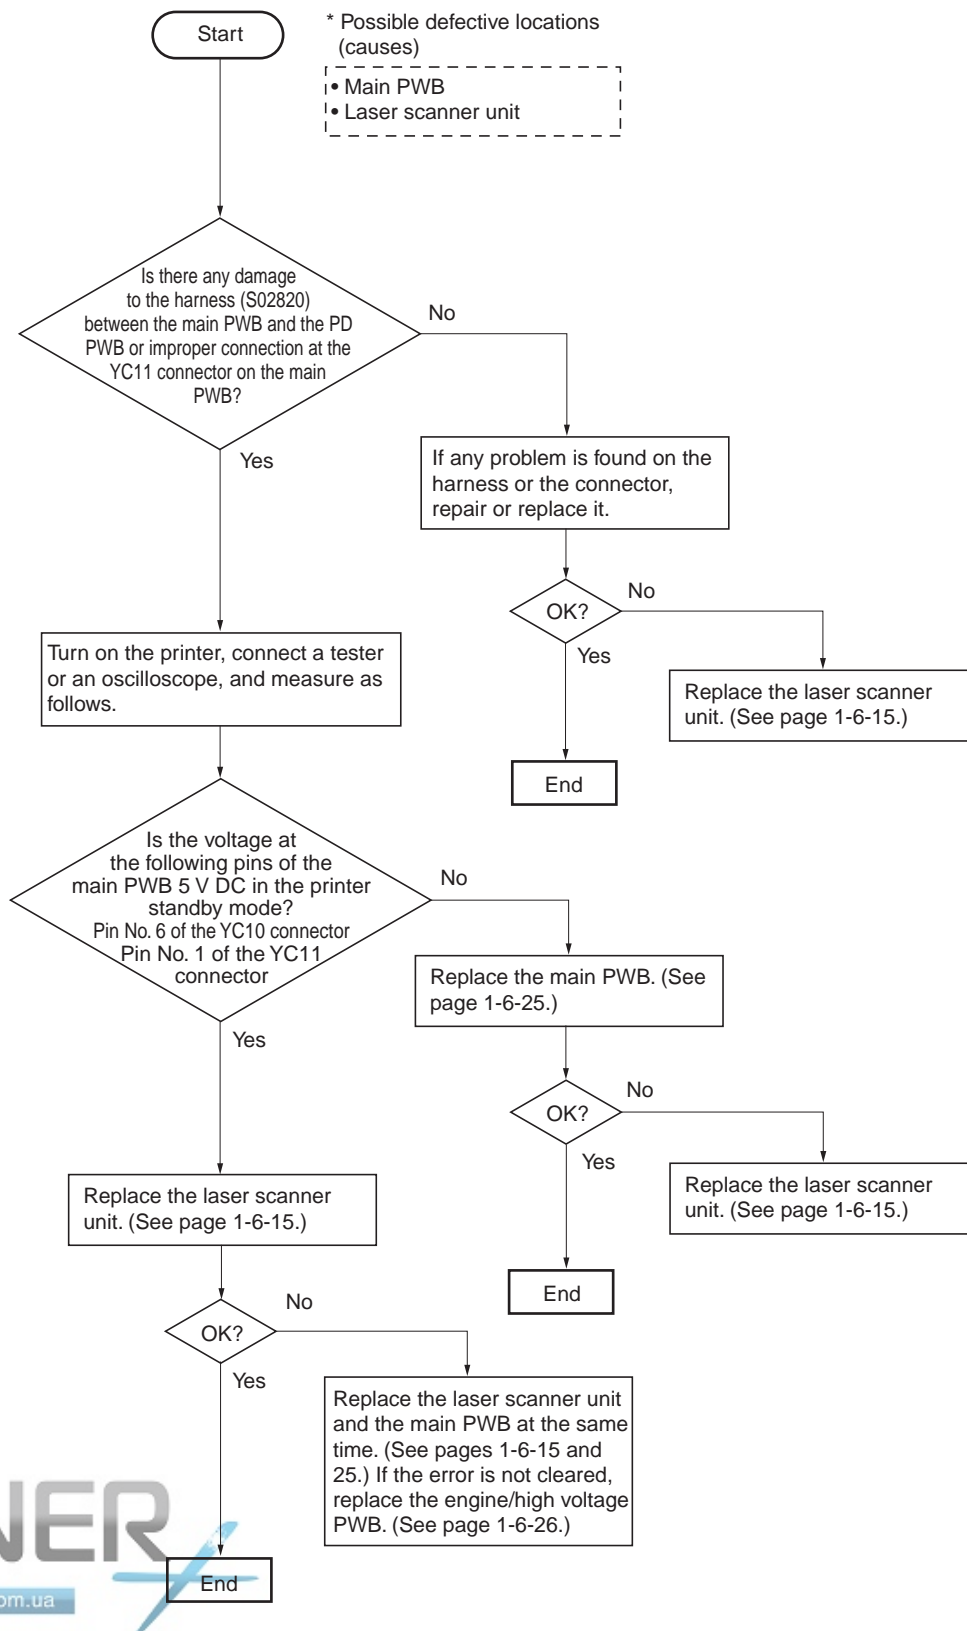 Start
* Possible defective locations
(causes)
• Main PWB
• Laser scanner unit
Is there any damage
to the harness (S02820)
between the main PWB and the PD
PWB or improper connection at the
YC11 connector on the main
PWB?
No
Yes
If any problem is found on the
harness or the connector,
repair or replace it.
OK?
No
Yes
Turn on the printer, connect a tester
or an oscilloscope, and measure as
follows.
Replace the laser scanner
unit. (See page 1-6-15.)
End
Is the voltage at
the following pins of the
main PWB 5 V DC in the printer
standby mode?
Pin No. 6 of the YC10 connector
Pin No. 1 of the YC11
connector
No
Yes
Replace the main PWB. (See
page 1-6-25.)
OK?
No
Yes
Replace the laser scanner
unit. (See page 1-6-15.)
Replace the laser scanner
unit. (See page 1-6-15.)
End
OK?
No
Yes
Replace the laser scanner unit
and the main PWB at the same
time. (See pages 1-6-15 and
25.) If the error is not cleared,
replace the engine/high voltage
PWB. (See page 1-6-26.)
NER
End
om.ua